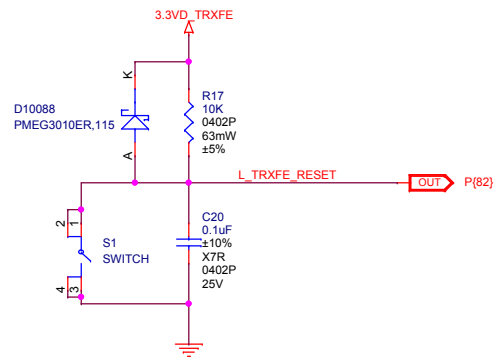 3.3VD_TRXFE
K
D10088
PMEG3010ER,115
A
R17
10K
0402P
63mW
±5%
L_TRXFE_RESET
OUT
P{82}
2
1
S1
SWITCH
4
3
C20
0.1uF
±10%
X7R
0402P
25V